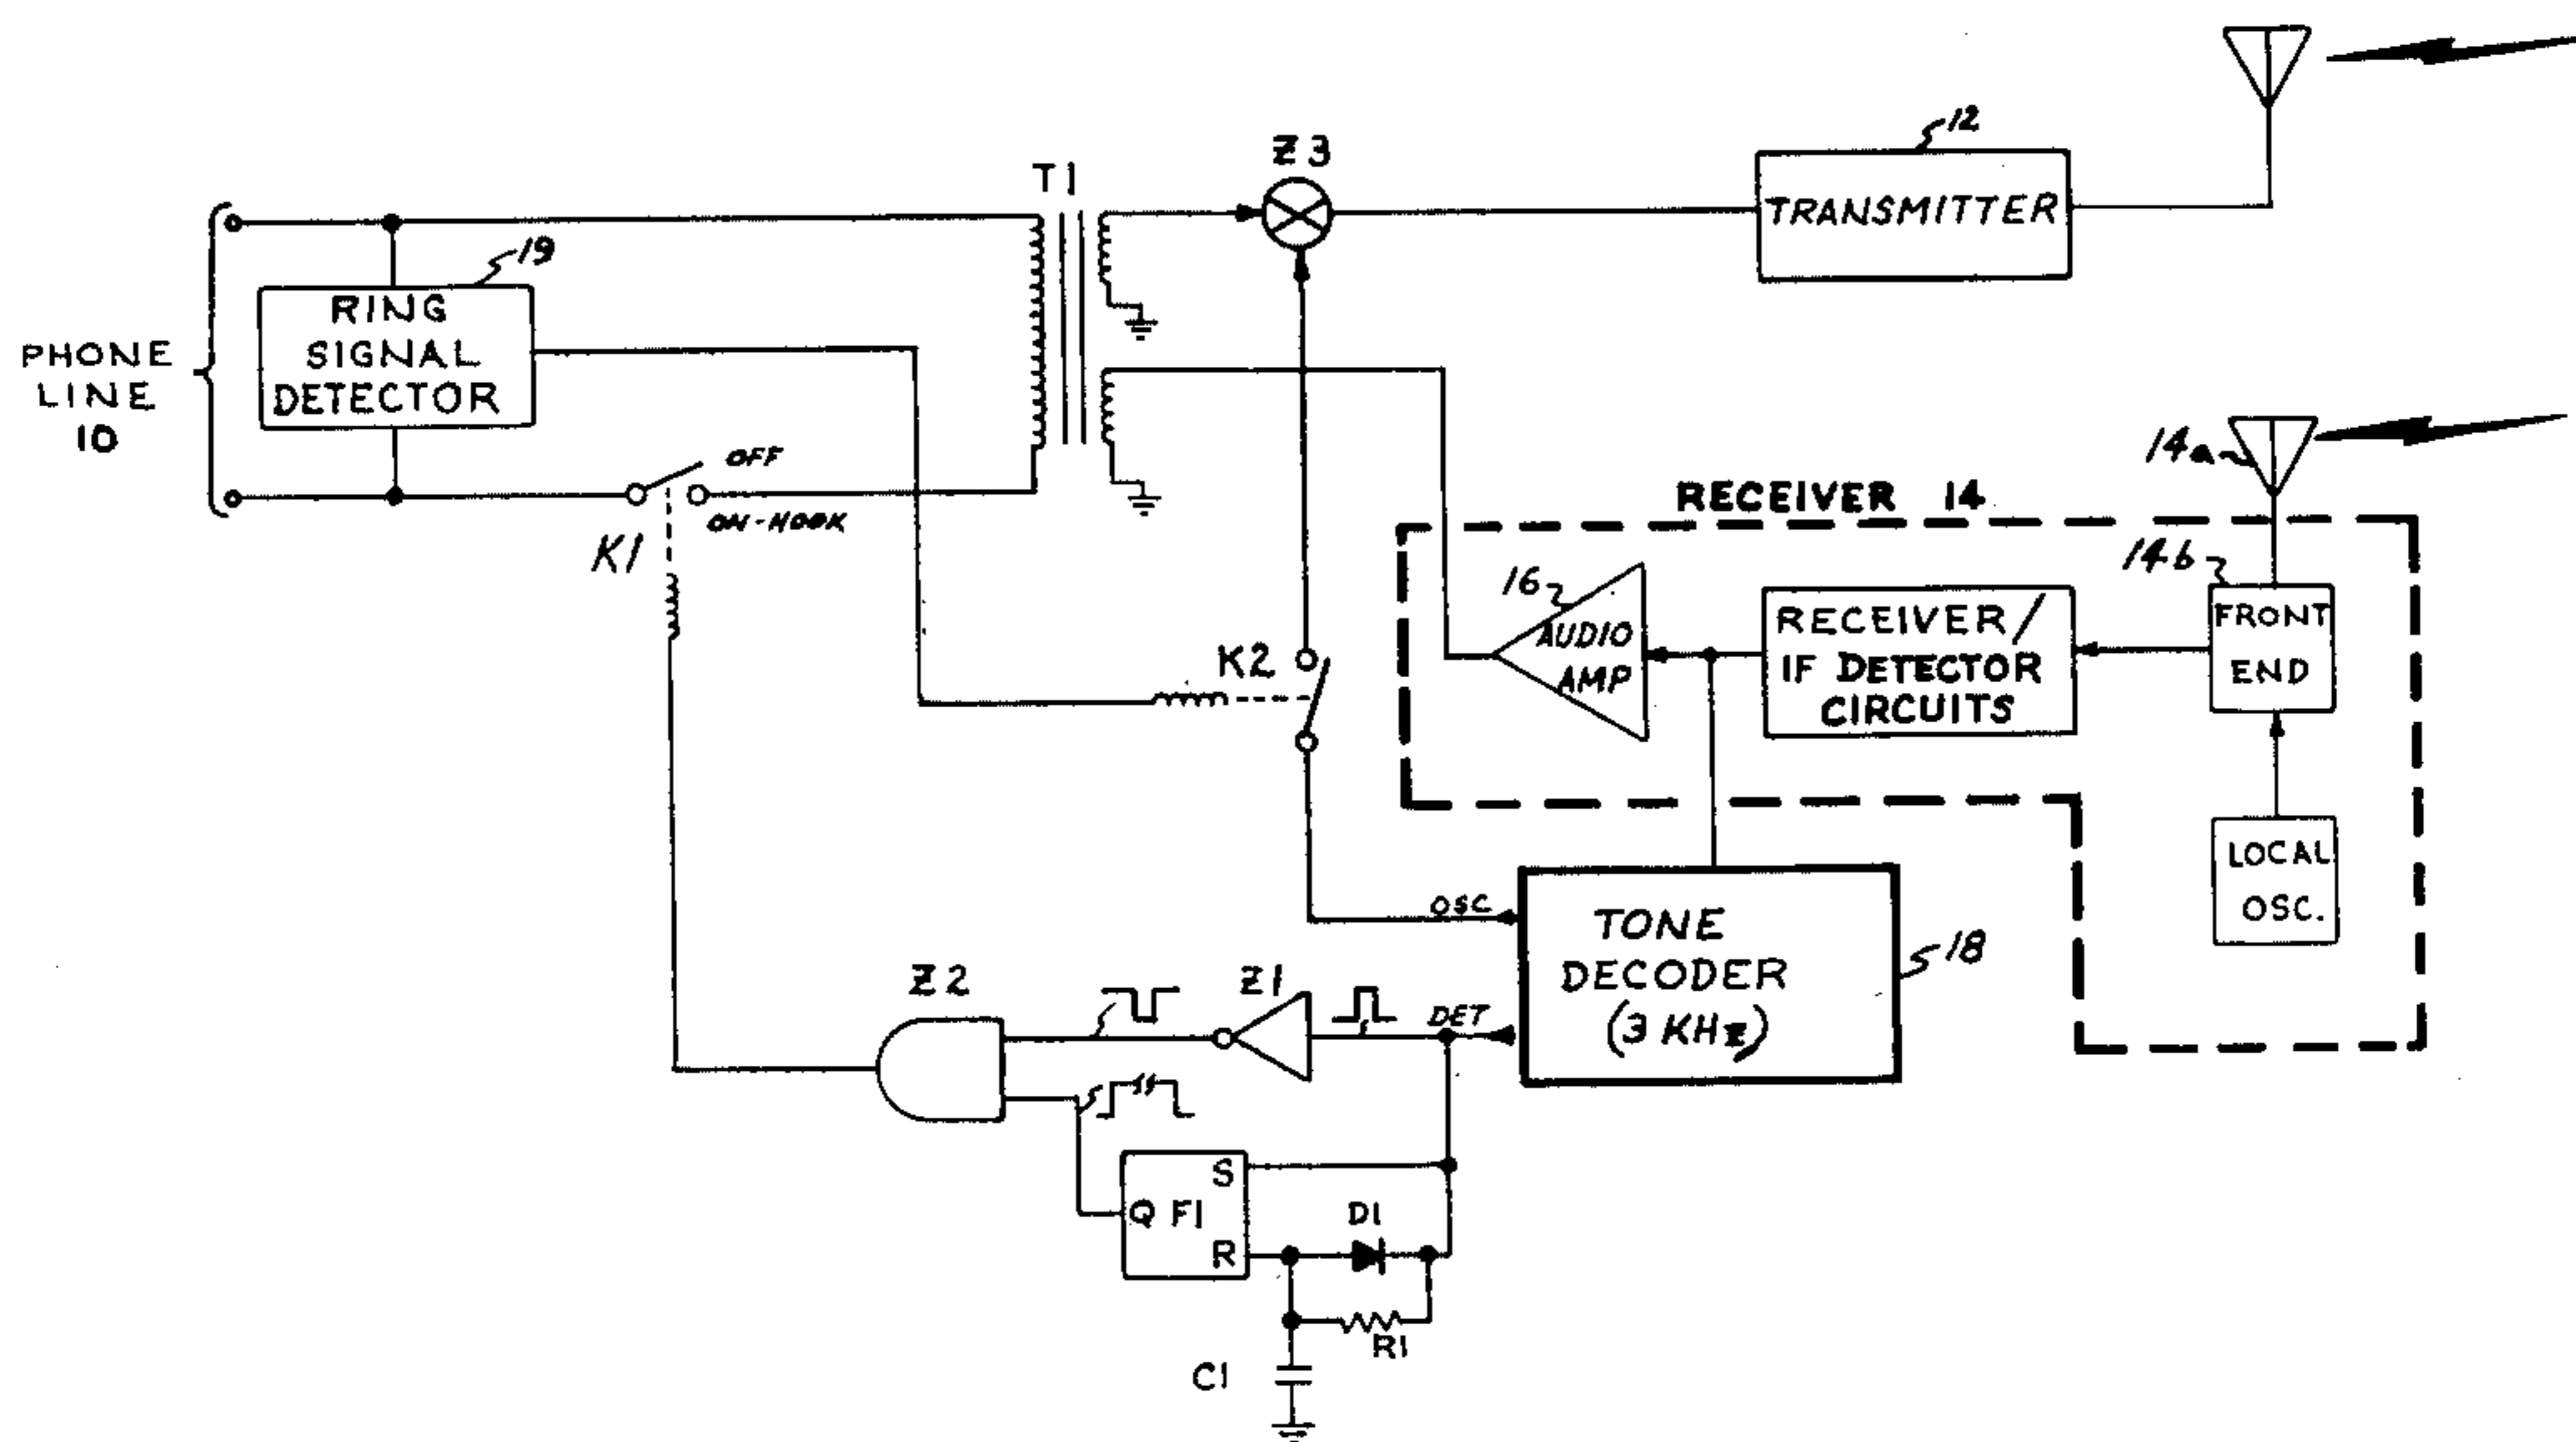 12
Z3
T1
TRANSMITTER
19
RING
SIGNAL
DETECTOR
PHONE
LINE
10
OFF
ON-HOOK
K1
14a
RECEIVER 14
14b
16
AUDIO
AMP
RECEIVER/
IF DETECTOR
CIRCUITS
FRONT
END
K2
LOCAL
OSC.
OSC
TONE
DECODER
(3 KHZ)
18
Z2
Z1
DET
S
Q F1
R
D1
R1
C1